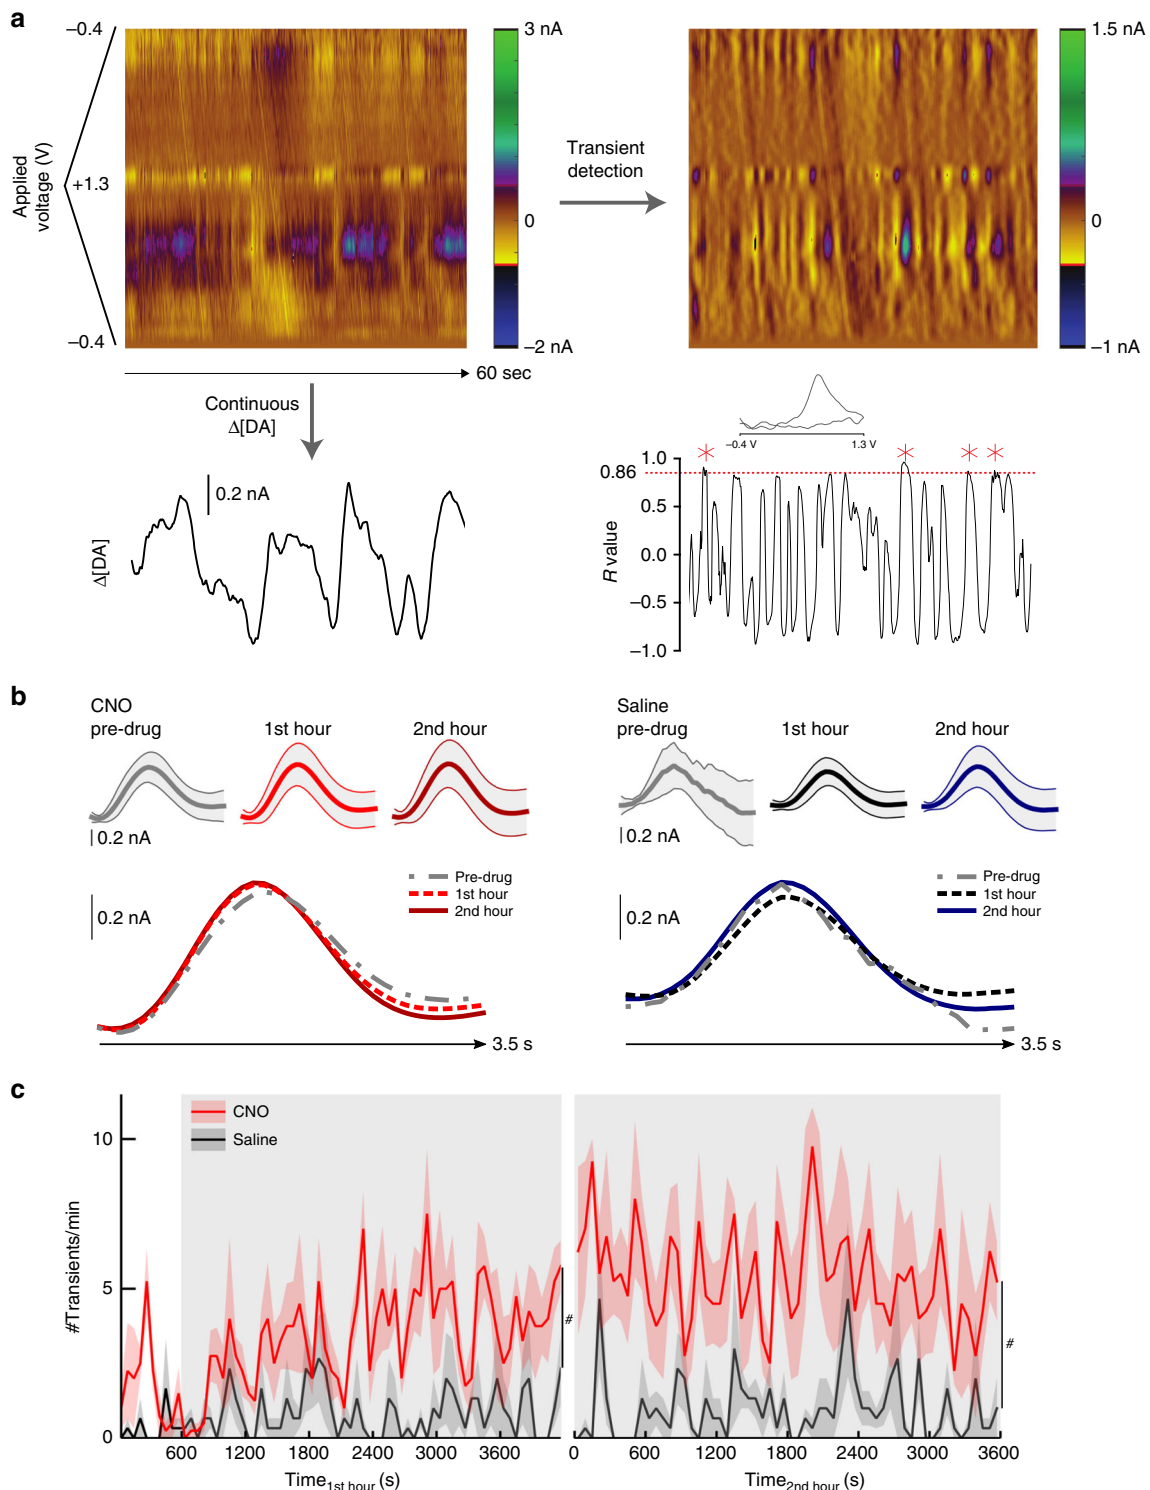 a
−0.4
Applied
voltage (V)
+1.3
−0.4
3 nA
0
−2 nA
Transient
detection
1.5 nA
0
−1 nA
60 sec
Continuous
Δ[DA]
0.2 nA
Δ[DA]
−0.4 V
1.3 V
1.0
0.86
0.5
0.0
−0.5
−1.0
R value
b
CNO
pre-drug
1st hour
2nd hour
0.2 nA
Pre-drug
1st hour
2nd hour
0.2 nA
3.5 s
Saline
pre-drug
1st hour
2nd hour
0.2 nA
Pre-drug
1st hour
2nd hour
0.2 nA
3.5 s
c
CNO
Saline
10
5
0
#Transients/min
#
#
600
1200
1800
2400
3000
3600
Time1st hour (s)
0
600
1200
1800
2400
3000
3600
Time2nd hour (s)